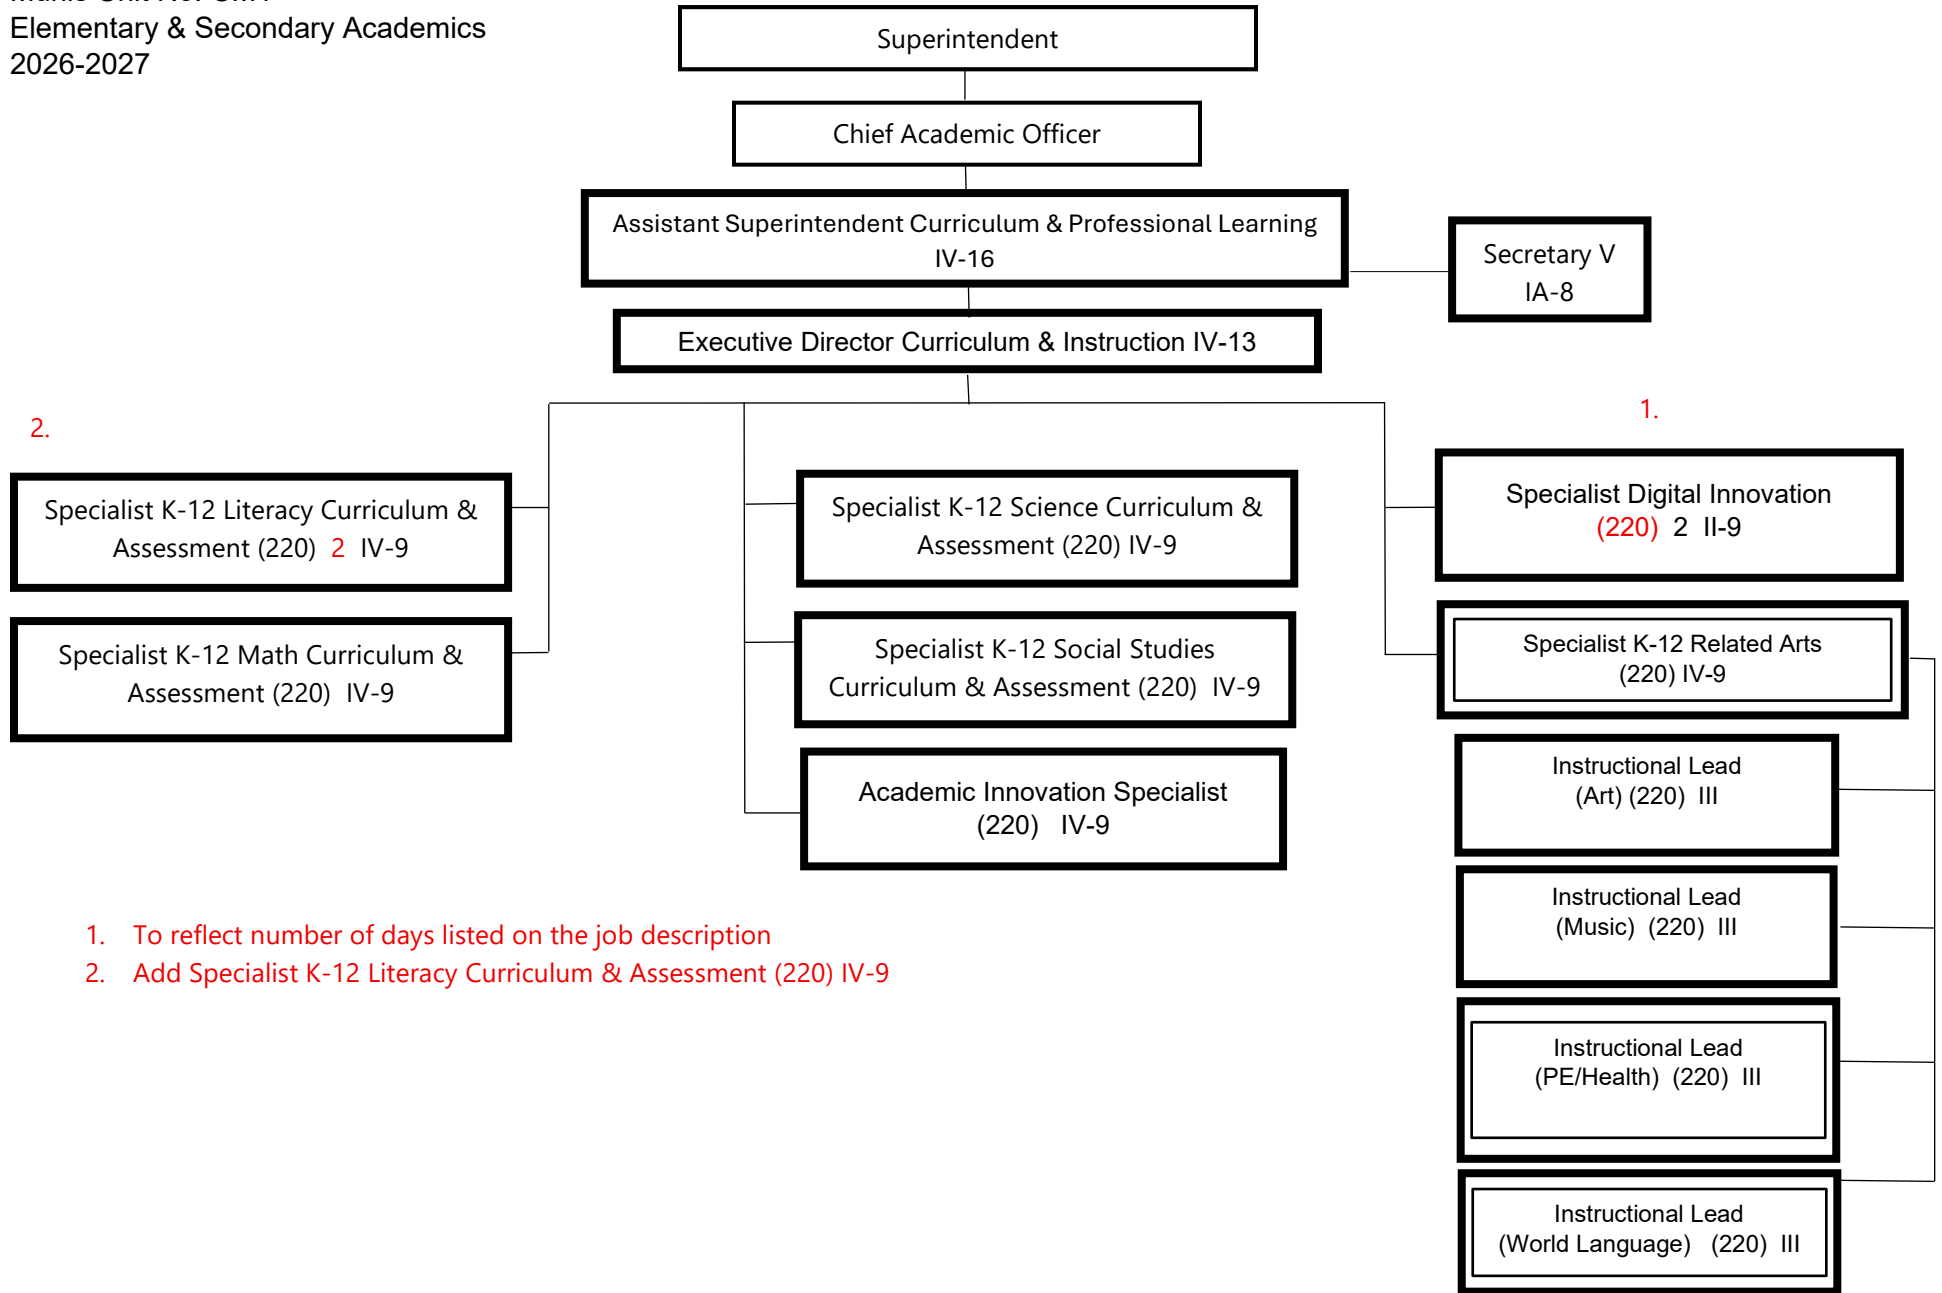 Elementary & Secondary Academics
2026-2027
Superintendent
Chief Academic Officer
Assistant Superintendent Curriculum & Professional Learning
IV-16
Secretary V
IA-8
Executive Director Curriculum & Instruction IV-13
2.
1.
Specialist K-12 Literacy Curriculum &
Assessment (220) 2 IV-9
Specialist K-12 Math Curriculum &
Assessment (220) IV-9
Specialist K-12 Science Curriculum &
Assessment (220) IV-9
Specialist K-12 Social Studies
Curriculum & Assessment (220) IV-9
Academic Innovation Specialist
(220) IV-9
Specialist Digital Innovation
(220) 2 II-9
Specialist K-12 Related Arts
(220) IV-9
Instructional Lead
(Art) (220) III
Instructional Lead
(Music) (220) III
Instructional Lead
(PE/Health) (220) III
Instructional Lead
(World Language) (220) III
1. To reflect number of days listed on the job description
2. Add Specialist K-12 Literacy Curriculum & Assessment (220) IV-9